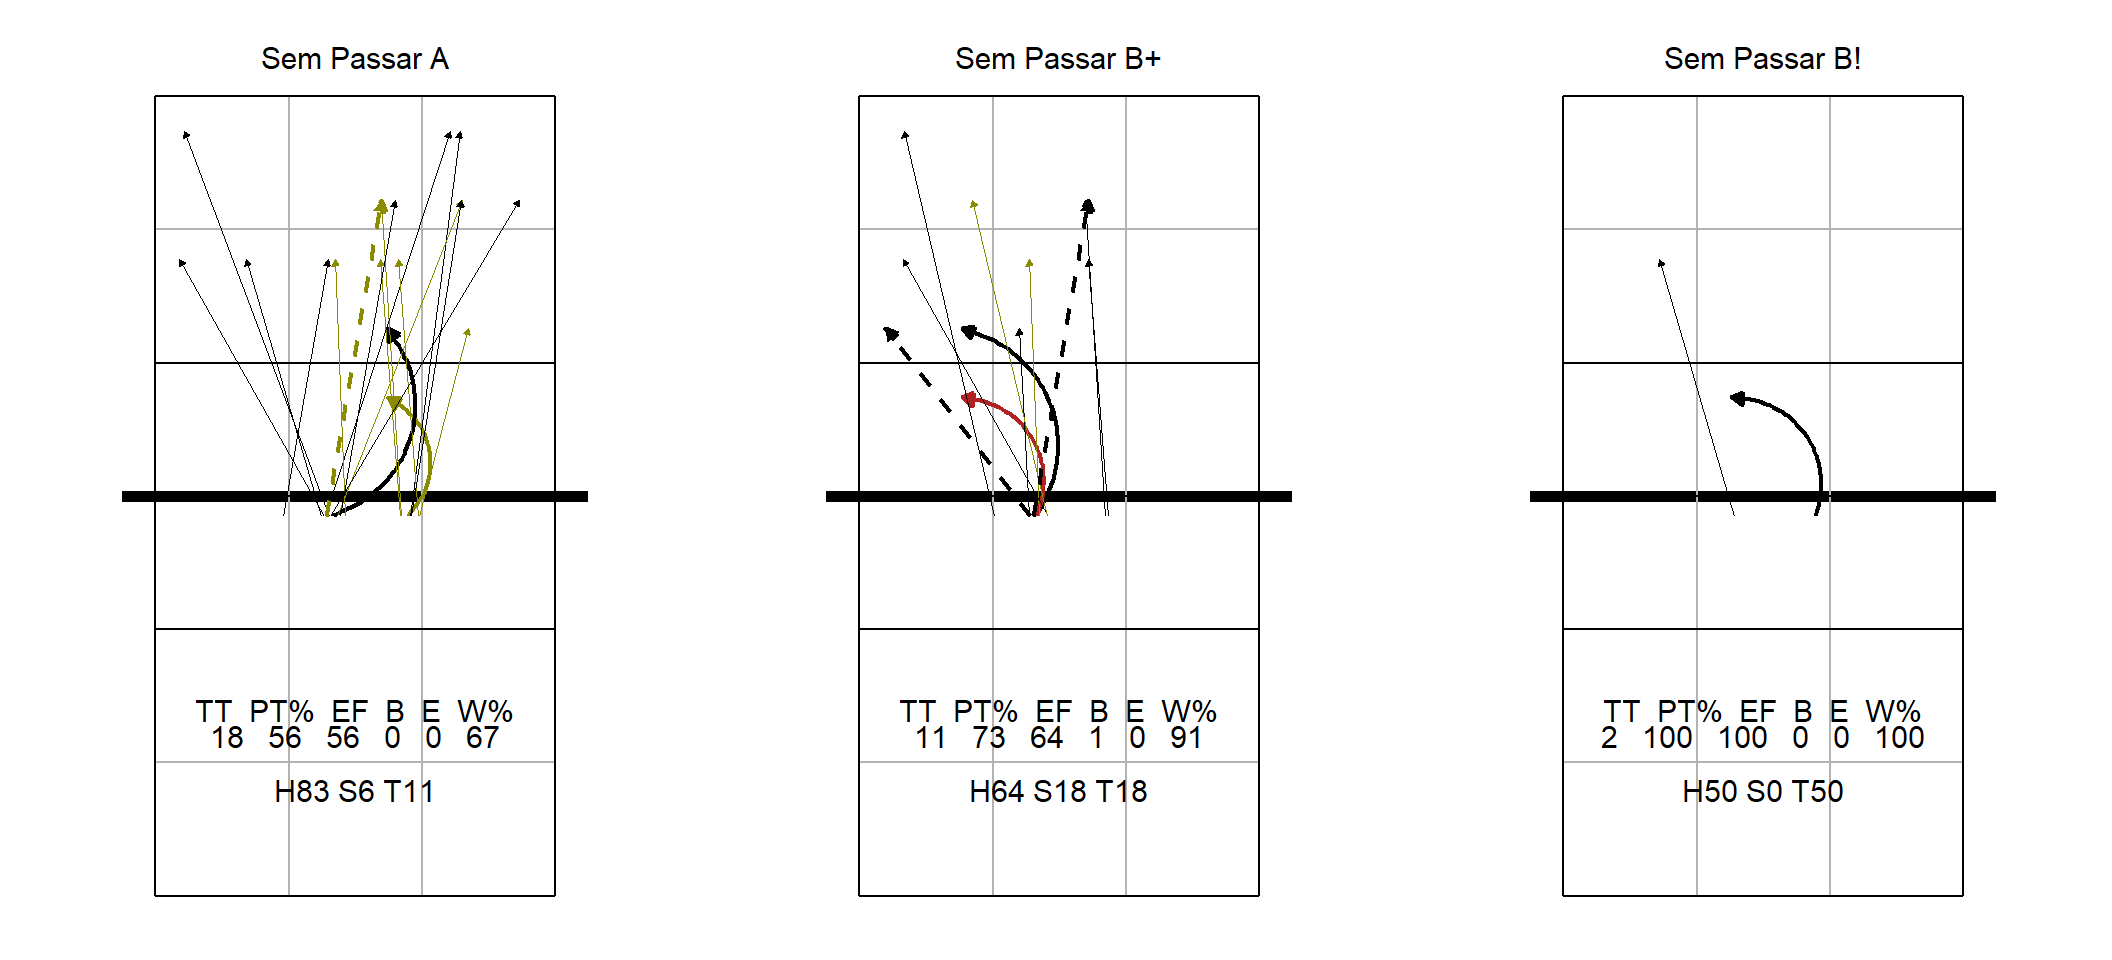 Sem Passar A
TT PT% EF B E W%
18 56 56 0 0 67
H83 S6 T11
Sem Passar B+
TT PT% EF B E W%
11 73 64 1 0 91
H64 S18 T18
Sem Passar B!
TT PT% EF B E W%
2 100 100 0 0 100
H50 S0 T50